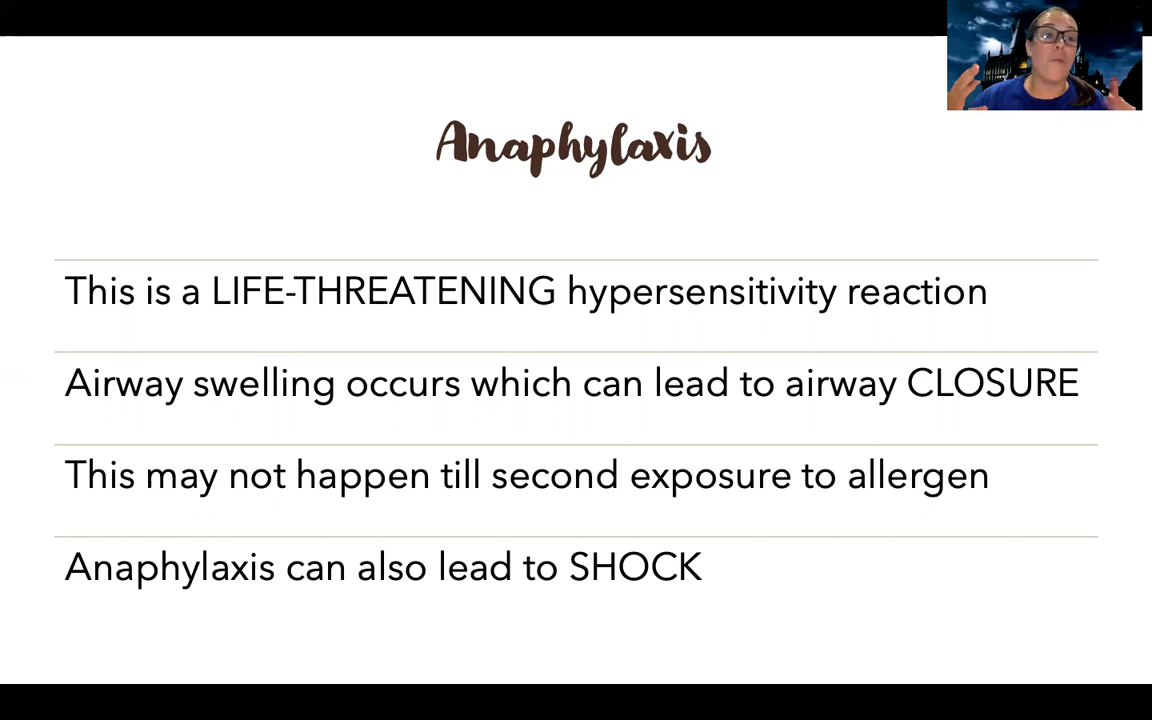 Anaphylaxis
This is a LIFE-THREATENING hypersensitivity reaction
Airway swelling occurs which can lead to airway CLOSURE
This may not happen till second exposure to allergen
Anaphylaxis can also lead to SHOCK